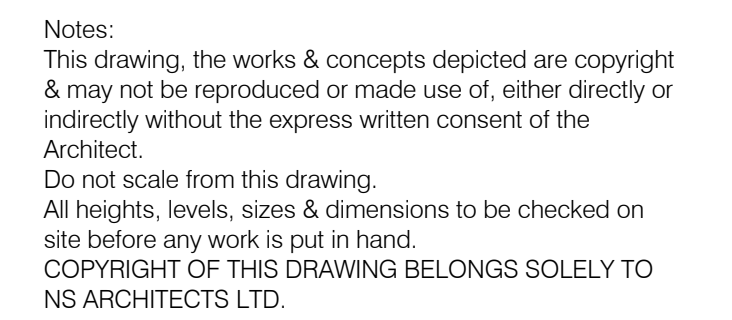 Notes:
This drawing, the works & concepts depicted are copyright
& may not be reproduced or made use of, either directly or
indirectly without the express written consent of the
Architect.
Do not scale from this drawing.
All heights, levels, sizes & dimensions to be checked on
site before any work is put in hand.
COPYRIGHT OF THIS DRAWING BELONGS SOLELY TO
NS ARCHITECTS LTD.